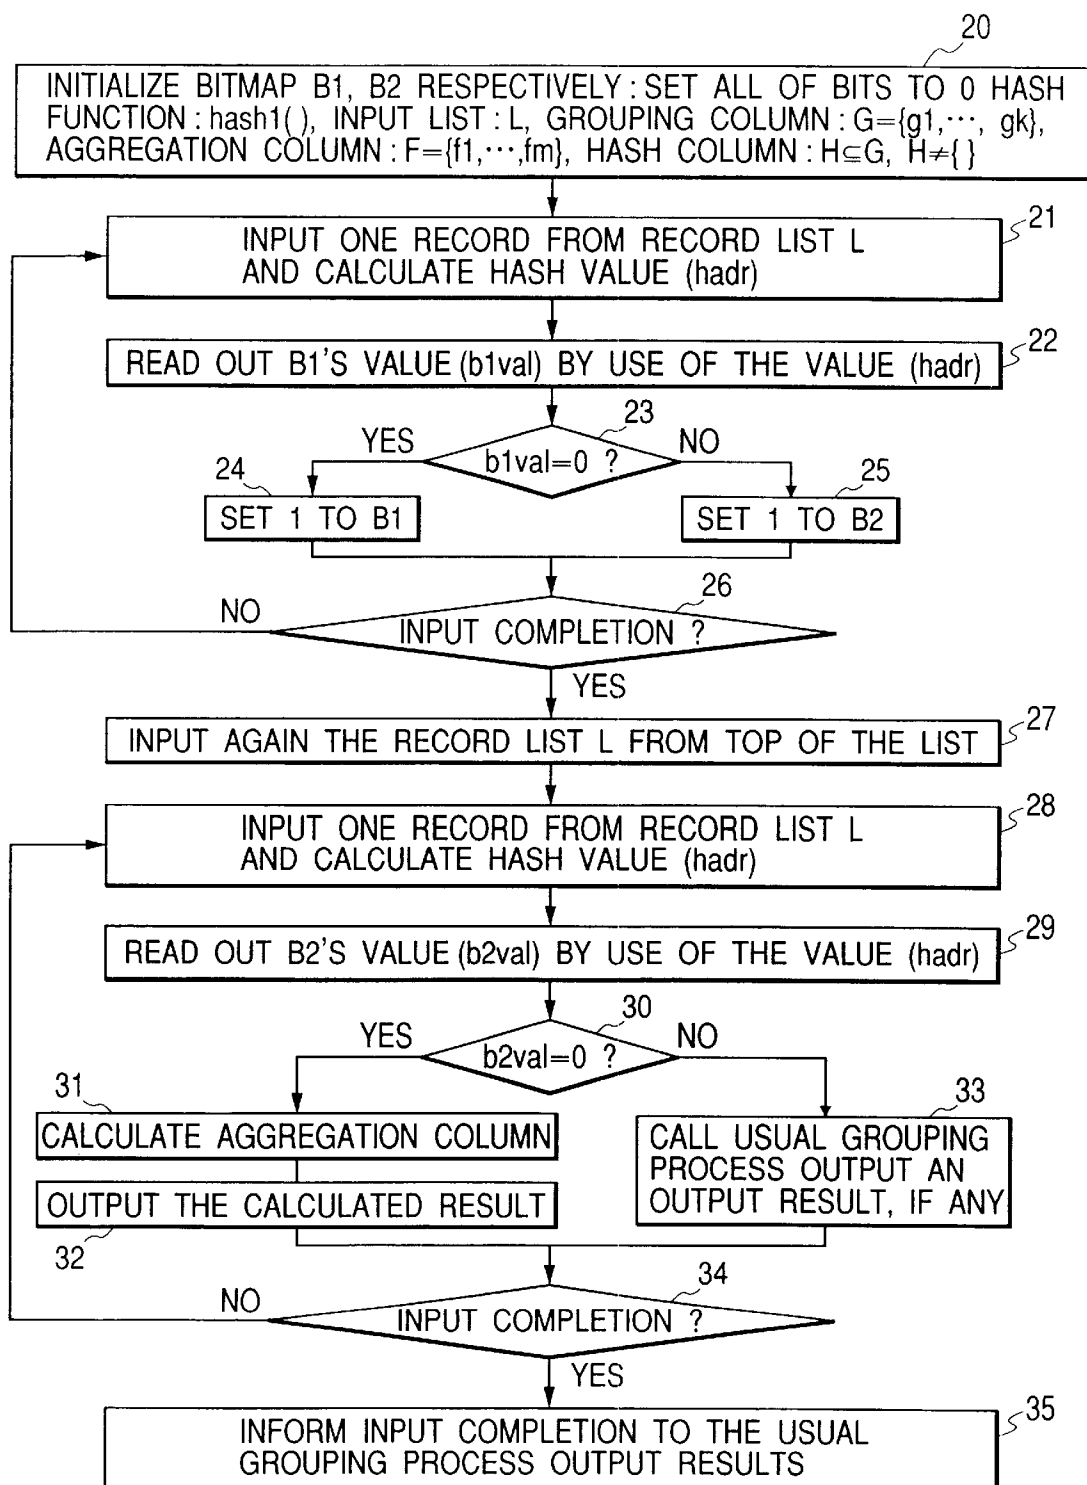 20
INITIALIZE BITMAP B1, B2 RESPECTIVELY : SET ALL OF BITS TO 0 HASH
FUNCTION : hash1( ), INPUT LIST : L, GROUPING COLUMN : G={g1,⋯, gk},
AGGREGATION COLUMN : F={f1,⋯,fm}, HASH COLUMN : H⊆G, H≠{ }
21
INPUT ONE RECORD FROM RECORD LIST L
AND CALCULATE HASH VALUE (hadr)
22
READ OUT B1'S VALUE (b1val) BY USE OF THE VALUE (hadr)
23
YES
NO
b1val=0 ?
24
25
SET 1 TO B1
SET 1 TO B2
26
NO
INPUT COMPLETION ?
YES
27
INPUT AGAIN THE RECORD LIST L FROM TOP OF THE LIST
28
INPUT ONE RECORD FROM RECORD LIST L
AND CALCULATE HASH VALUE (hadr)
29
READ OUT B2'S VALUE (b2val) BY USE OF THE VALUE (hadr)
30
YES
NO
b2val=0 ?
31
33
CALCULATE AGGREGATION COLUMN
OUTPUT THE CALCULATED RESULT
32
CALL USUAL GROUPING
PROCESS OUTPUT AN
OUTPUT RESULT, IF ANY
34
NO
INPUT COMPLETION ?
YES
35
INFORM INPUT COMPLETION TO THE USUAL
GROUPING PROCESS OUTPUT RESULTS